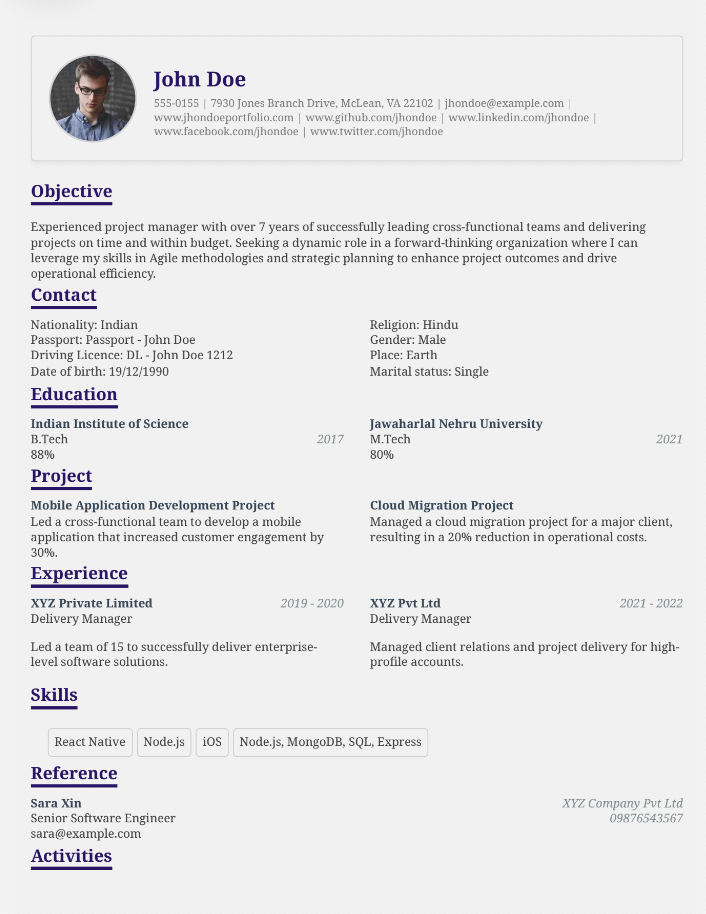 John Doe
555-0155 | 7930 Jones Branch Drive, McLean, VA 22102 | jhondoe@example.com |
www.jhondoeportfolio.com | www.github.com/jhondoe | www.linkedin.com/jhondoe |
www.facebook.com/jhondoe | www.twitter.com/jhondoe
Objective
Experienced project manager with over 7 years of successfully leading cross-functional teams and delivering
projects on time and within budget. Seeking a dynamic role in a forward-thinking organization where I can
leverage my skills in Agile methodologies and strategic planning to enhance project outcomes and drive
operational efficiency.
Contact
Nationality: Indian
Passport: Passport - John Doe
Driving Licence: DL - John Doe 1212
Date of birth: 19/12/1990
Religion: Hindu
Gender: Male
Place: Earth
Marital status: Single
Education
Indian Institute of Science
B.Tech 2017
88%
Jawaharlal Nehru University
M.Tech 2021
80%
Project
Mobile Application Development Project
Led a cross-functional team to develop a mobile
application that increased customer engagement by
30%.
Cloud Migration Project
Managed a cloud migration project for a major client,
resulting in a 20% reduction in operational costs.
Experience
XYZ Private Limited 2019 - 2020
Delivery Manager
Led a team of 15 to successfully deliver enterprise-
level software solutions.
XYZ Pvt Ltd 2021 - 2022
Delivery Manager
Managed client relations and project delivery for high-
profile accounts.
Skills
React Native Node.js iOS Node.js, MongoDB, SQL, Express
Reference
Sara Xin XYZ Company Pvt Ltd
Senior Software Engineer 09876543567
sara@example.com
Activities